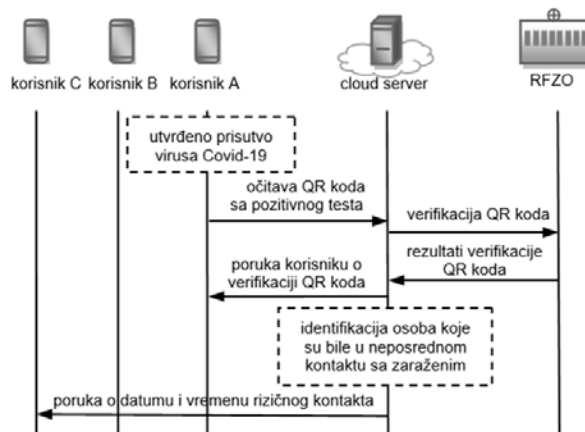 korisnik C
korisnik B
korisnik A
cloud server
RFZO
utvrđeno prisutvo
virusa Covid-19
očitava QR koda
sa pozitivnog testa
verifikacija QR koda
rezultati verifikacije
QR koda
poruka korisniku o
verifikaciji QR koda
identifikacija osoba koje
su bile u neposrednom
kontaktu sa zaraženim
poruka o datumu i vremenu rizičnog kontakta